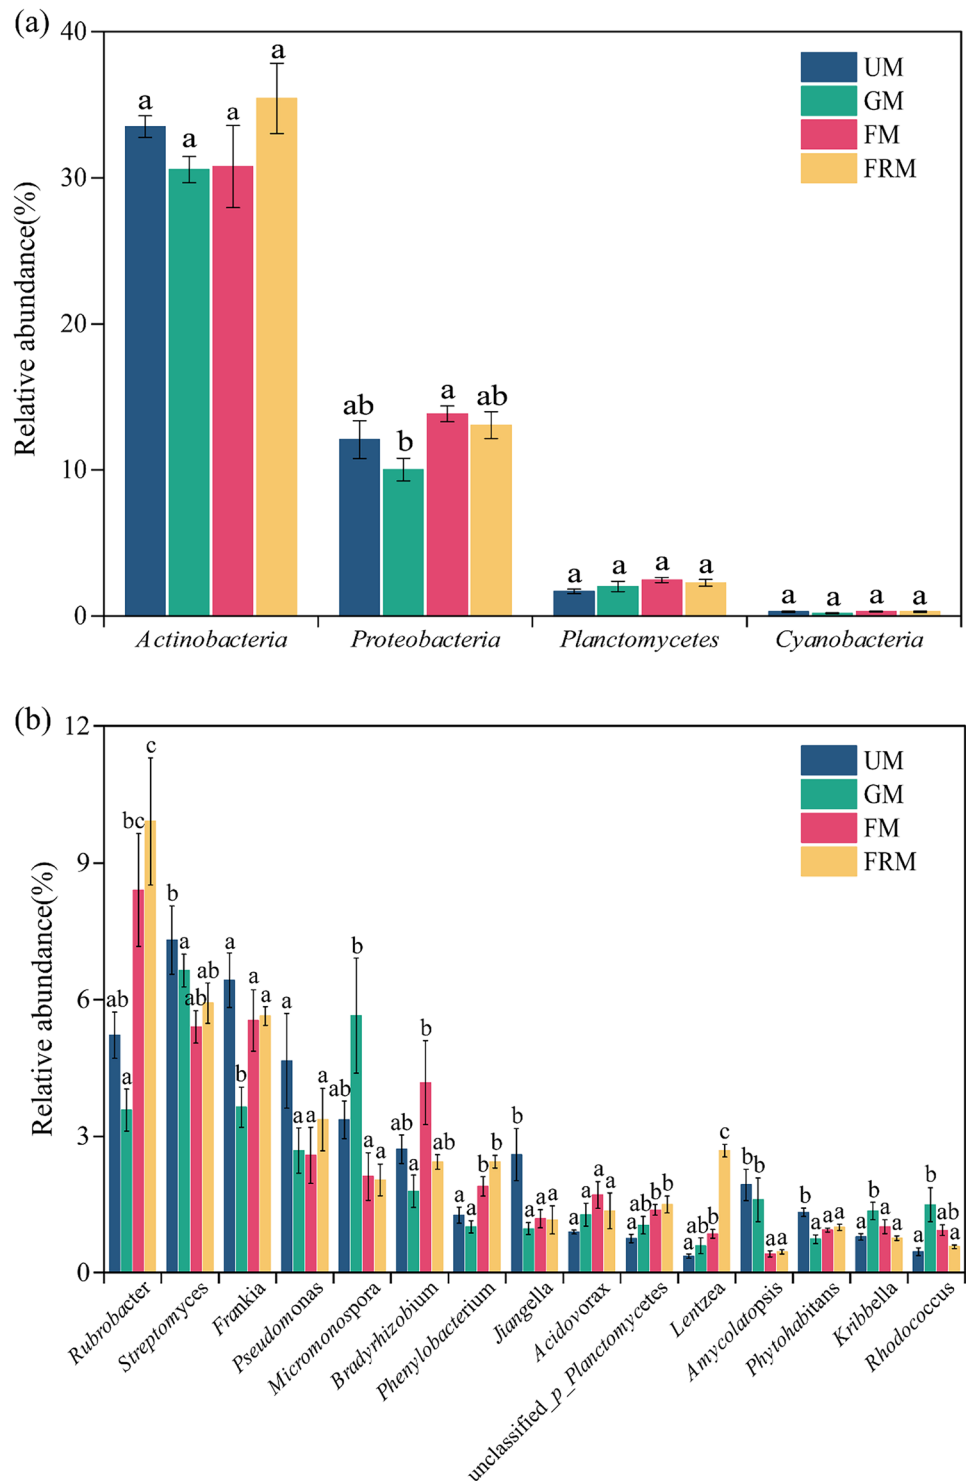 (a)
40
30
20
10
0
Relative abundance(%)
UM
GM
FM
FRM
a a a a
ab b a ab
a a a a
a a a a
Actinobacteria Proteobacteria Planctomycetes Cyanobacteria
(b)
12
9
6
3
0
Relative abundance(%)
UM
GM
FM
FRM
ab a bc c
b a ab ab
a b a a
a a a a
ab b a a
ab a b ab
a a b b
b a a a
a a a a
a ab b b
a ab b c
b b a a
b a a a
a b a a
a b ab a
Rubrobacter
Streptomyces
Frankia
Pseudomonas
Micromonospora
Bradyrhizobium
Phenylobacterium
Jiangella
Acidovorax
unclassified_p_Planctomycetes
Lentzea
Amycolatopsis
Phytohabitans
Kribbella
Rhodococcus